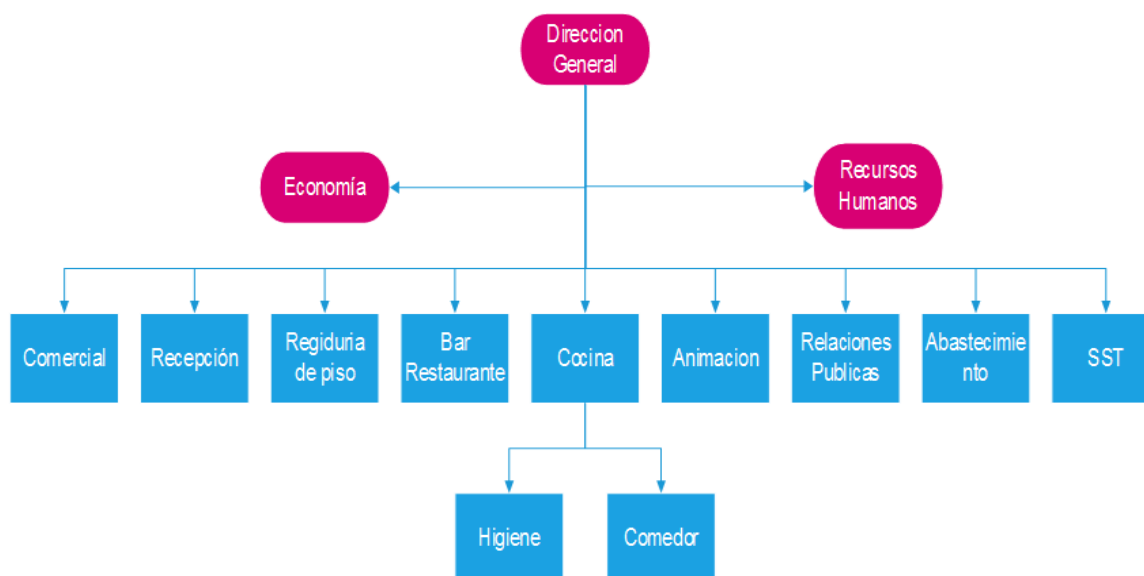 Direccion
General
Economía
Recursos
Humanos
Comercial
Recepción
Regiduría
de piso
Bar
Restaurante
Cocina
Animacion
Relaciones
Publicas
Abastecimie
nto
SST
Higiene
Comedor